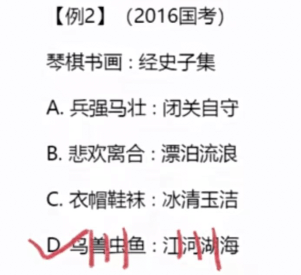 【例2】（2016国考）
琴棋书画：经史子集
A. 兵强马壮：闭关自守
B. 悲欢离合：漂泊流浪
C. 衣帽鞋袜：冰清玉洁
D. 鸟兽虫鱼：江河湖海